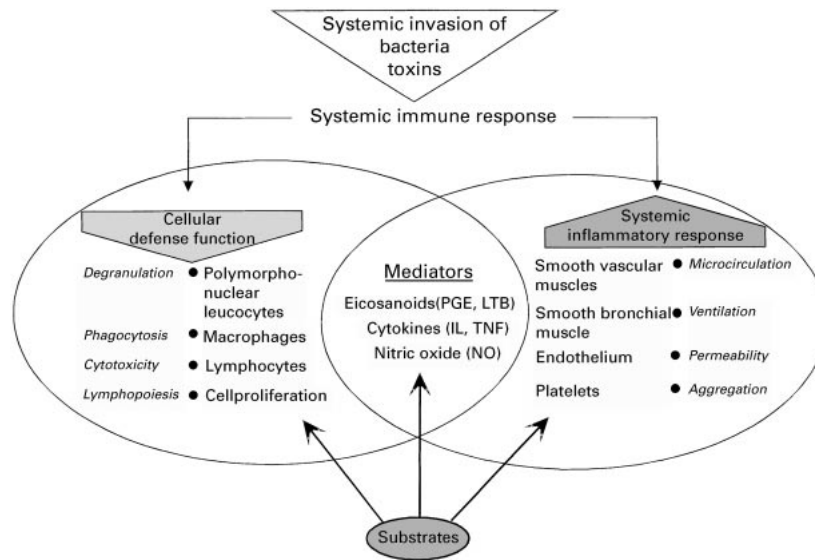 Systemic invasion of
bacteria
toxins
Systemic immune response
Cellular
defense function
Degranulation ● Polymorpho-
nuclear
leucocytes
Phagocytosis ● Macrophages
Cytotoxicity ● Lymphocytes
Lymphopoiesis ● Cellproliferation
Mediators
Eicosanoids(PGE, LTB)
Cytokines (IL, TNF)
Nitric oxide (NO)
Systemic
inflammatory response
Smooth vascular ● Microcirculation
muscles
Smooth bronchial ● Ventilation
muscle
Endothelium ● Permeability
Platelets ● Aggregation
Substrates